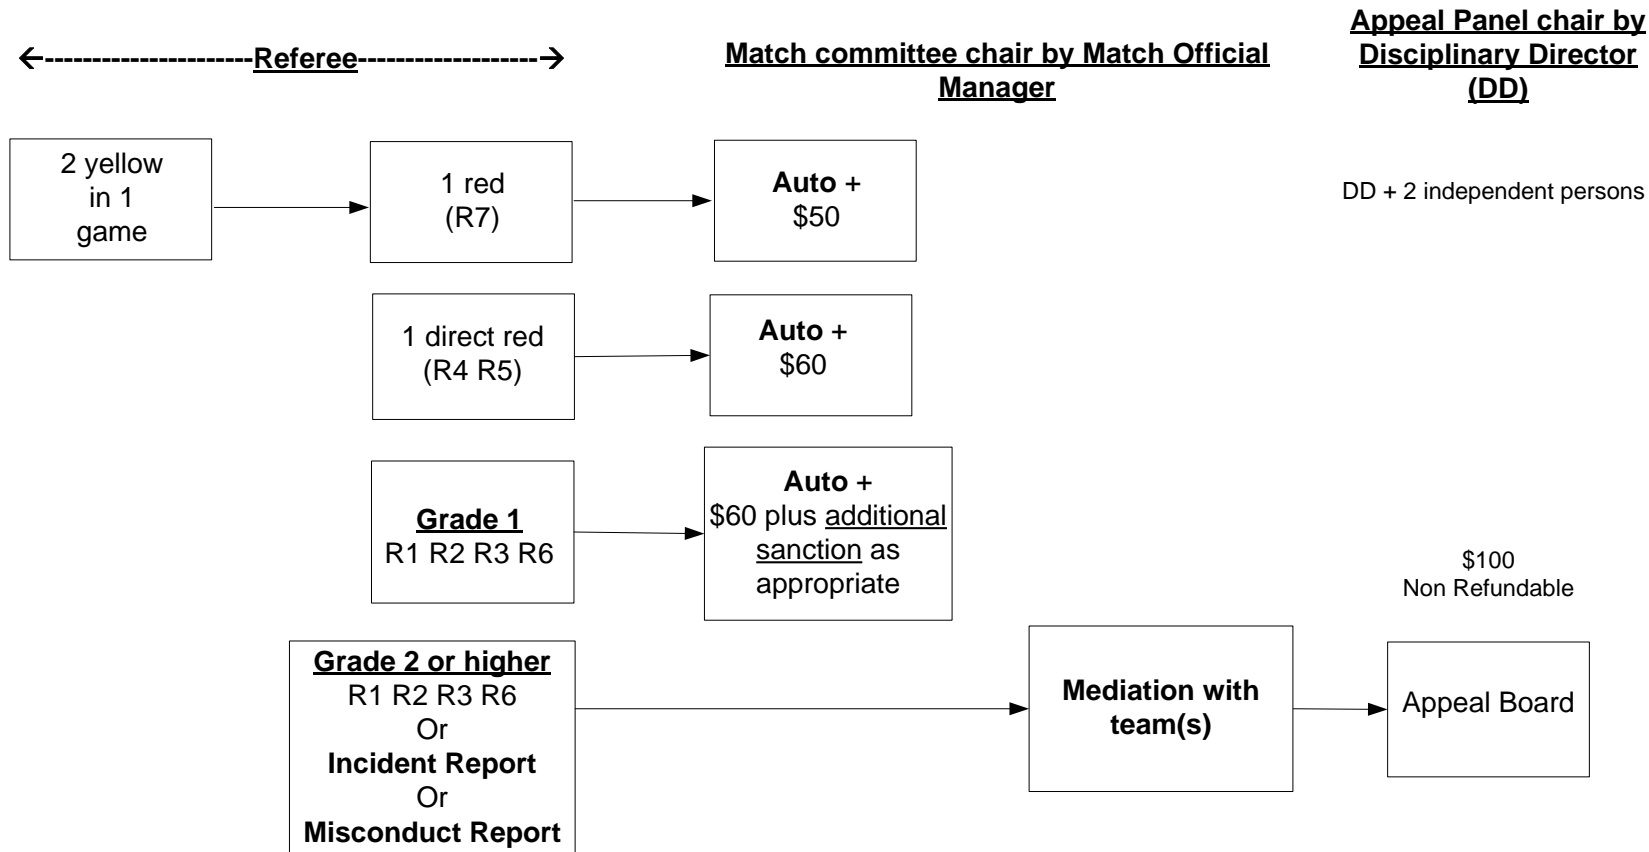 ←----------------------Referee-------------------→
Match committee chair by Match Official
Manager
Appeal Panel chair by
Disciplinary Director
(DD)
2 yellow
in 1
game
1 red
(R7)
Auto +
$50
DD + 2 independent persons
1 direct red
(R4 R5)
Auto +
$60
Grade 1
R1 R2 R3 R6
Auto +
$60 plus additional
sanction as
appropriate
$100
Non Refundable
Grade 2 or higher
R1 R2 R3 R6
Or
Incident Report
Or
Misconduct Report
Mediation with
team(s)
Appeal Board